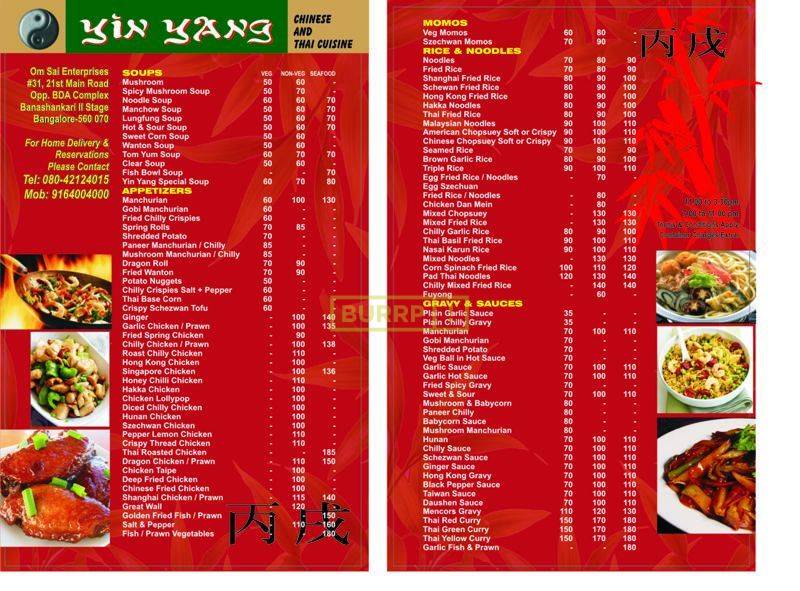 Yin Yang
CHINESE
AND
THAI CUISINE
Om Sai Enterprises
#31, 21st Main Road
Opp. BDA Complex
Banashankari II Stage
Bangalore-560 070
For Home Delivery &
Reservations
Please Contact
Tel: 080-42124015
Mob: 9164004000
SOUPS VEG NON-VEG SEAFOOD
Mushroom 50 60 -
Spicy Mushroom Soup 50 70 -
Noodle Soup 60 60 70
Manchow Soup 50 60 70
Lungfung Soup 50 60 70
Hot & Sour Soup 50 60 70
Sweet Corn Soup 50 60 -
Wanton Soup 50 60 -
Tom Yum Soup 60 70 70
Clear Soup 50 60 -
Fish Bowl Soup - - 70
Yin Yang Special Soup 60 70 80
APPETIZERS
Manchurian 60 100 130
Gobi Manchurian 60 - -
Fried Chilly Crispies 60 - -
Spring Rolls 70 85 -
Shredded Potato 70 - -
Paneer Manchurian / Chilly 85 - -
Mushroom Manchurian / Chilly 85 - -
Dragon Roll 70 90 -
Fried Wanton 70 90 -
Potato Nuggets 50 - -
Chilly Crispies Salt + Pepper 60 - -
Thai Base Corn 60 - -
Crispy Schezwan Tofu 60 - -
Ginger - 100 140
Garlic Chicken / Prawn - 100 135
Fried Spring Chicken - 90 -
Chilly Chicken / Prawn - 100 138
Roast Chilly Chicken - 110 -
Hong Kong Chicken - 100 -
Singapore Chicken - 100 136
Honey Chilli Chicken - 110 -
Hakka Chicken - 100 -
Chicken Lollypop - 100 -
Diced Chilly Chicken - 100 -
Hunan Chicken - 100 -
Szechwan Chicken - 100 -
Pepper Lemon Chicken - 110 -
Crispy Thread Chicken - 110 -
Thai Roasted Chicken - - 185
Dragon Chicken / Prawn - 110 150
Chicken Taipe - 100 -
Deep Fried Chicken - 100 -
Chinese Fried Chicken - 100 -
Shanghai Chicken / Prawn - 115 140
Great Wall - 120 -
Golden Fried Fish / Prawn - - 150
Salt & Pepper - 110 160
Fish / Prawn Vegetables - - 180
丙 戌
MOMOS
Veg Momos 60 80 -
Szechwan Momos 70 90 -
RICE & NOODLES
Noodles 70 80 90
Fried Rice 70 80 90
Shanghai Fried Rice 80 90 100
Schewan Fried Rice 80 90 100
Hong Kong Fried Rice 80 90 100
Hakka Noodles 80 90 100
Thai Fried Rice 80 90 100
Malaysian Noodles 90 100 110
American Chopsuey Soft or Crispy 90 100 110
Chinese Chopsuey Soft or Crispy 90 100 110
Seamed Rice 70 80 90
Brown Garlic Rice 80 90 100
Triple Rice 90 100 110
Egg Fried Rice / Noodles - 70 -
Egg Szechuan
Fried Rice / Noodles - 80 -
Chicken Dan Mein - 80 -
Mixed Chopsuey - 130 130
Mixed Fried Rice - 130 130
Chilly Garlic Rice 80 90 100
Thai Basil Fried Rice 90 100 110
Nasai Karun Rice 90 100 110
Mixed Noodles - 130 130
Corn Spinach Fried Rice 100 110 120
Pad Thai Noodles 120 130 140
Chilly Mixed Fried Rice - 140 140
Fuyong - 60 -
GRAVY & SAUCES
Plain Garlic Sauce 35 - -
Plain Chilly Gravy 35 - -
Manchurian 70 100 110
Gobi Manchurian 70 - -
Shredded Potato 70 - -
Veg Ball in Hot Sauce 70 - -
Garlic Sauce 70 100 110
Garlic Hot Sauce 70 100 110
Fried Spicy Gravy 70 - -
Sweet & Sour 70 100 110
Mushroom & Babycorn 80 - -
Paneer Chilly 80 - -
Babycorn Sauce 80 - -
Mushroom Manchurian 80 - -
Hunan 70 100 110
Chilly Sauce 70 100 110
Schezwan Sauce 70 100 110
Ginger Sauce 70 100 110
Hong Kong Gravy 70 100 110
Black Pepper Sauce 70 100 110
Taiwan Sauce 70 100 110
Daushen Sauce 70 100 110
Mencors Gravy 110 120 130
Thai Red Curry 150 170 180
Thai Green Curry 150 170 180
Thai Yellow Curry 150 170 180
Garlic Fish & Prawn - - 180
丙 戌
Terms & Conditions Apply
BURRP!